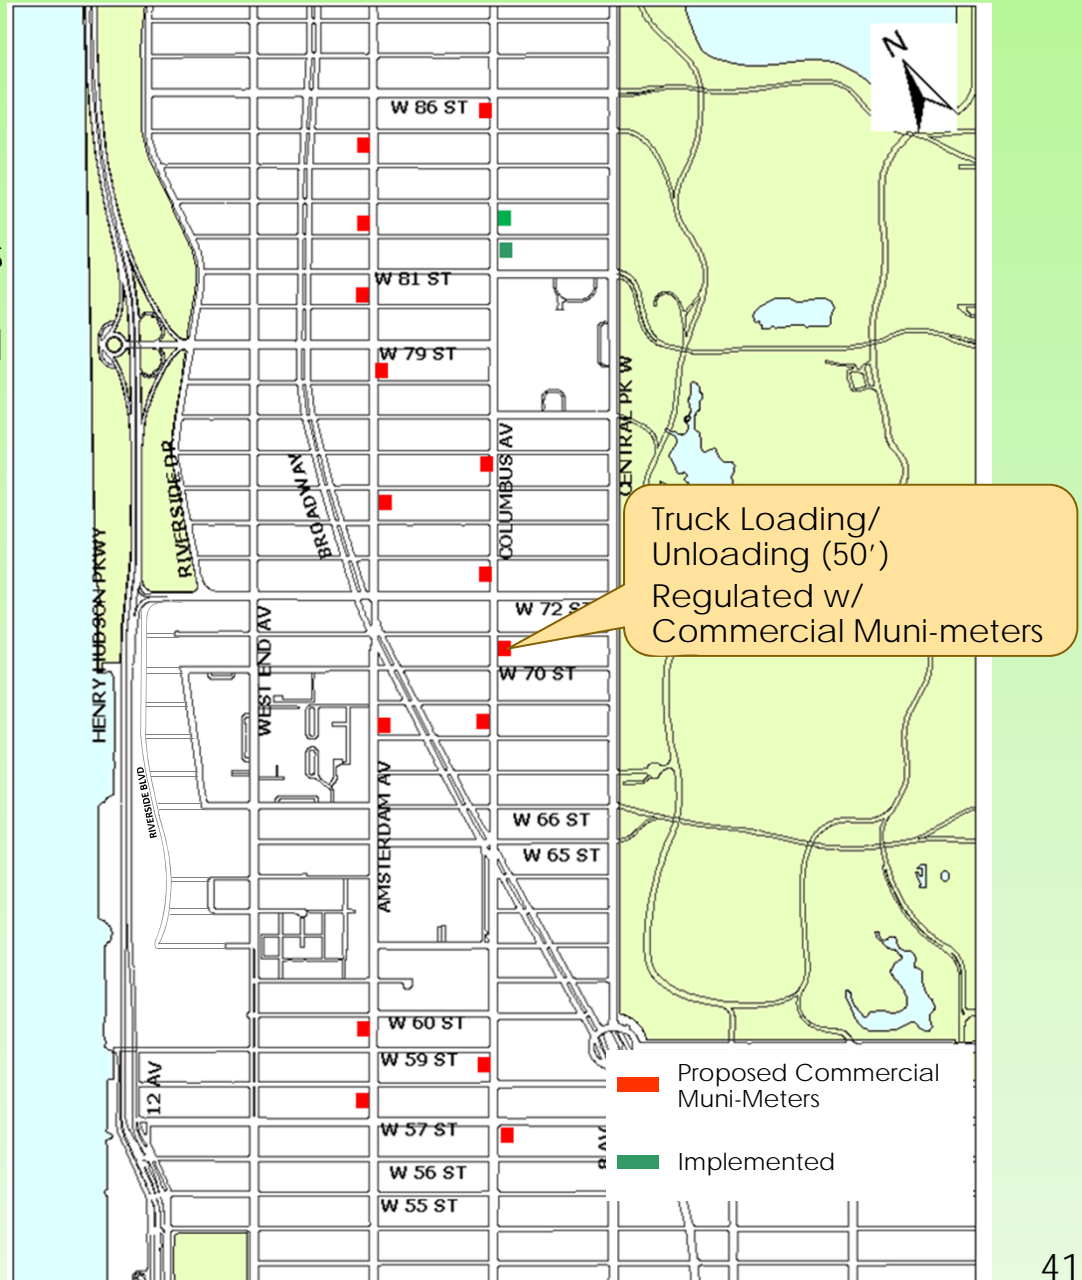 N
W 86 ST
W 81 ST
W 79 ST
CENTRAL PK W
COLUMBUS AV
BROADWAY
RIVERSIDE DR
HENRY HUDSON PKWY
Truck Loading/
Unloading (50’)
Regulated w/
Commercial Muni-meters
W 72 ST
WEST END AV
W 70 ST
RIVERSIDE BLVD
AMSTERDAM AV
W 66 ST
W 65 ST
W 60 ST
W 59 ST
12 AV
W 57 ST
W 56 ST
W 55 ST
Proposed Commercial
Muni-Meters
Implemented
41